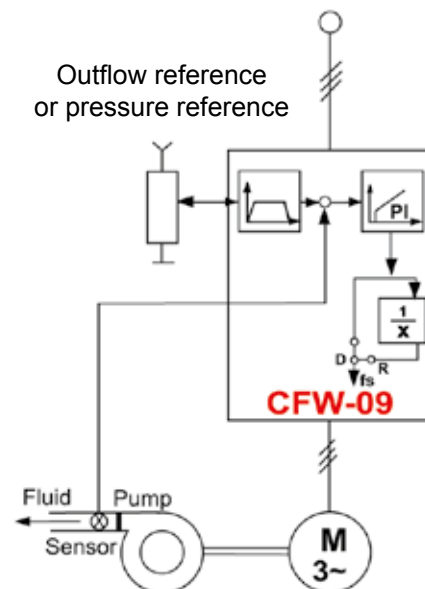 Outflow reference
or pressure reference
PI
1
x
D
R
fs
CFW-09
Fluid
Pump
Sensor
M
3~